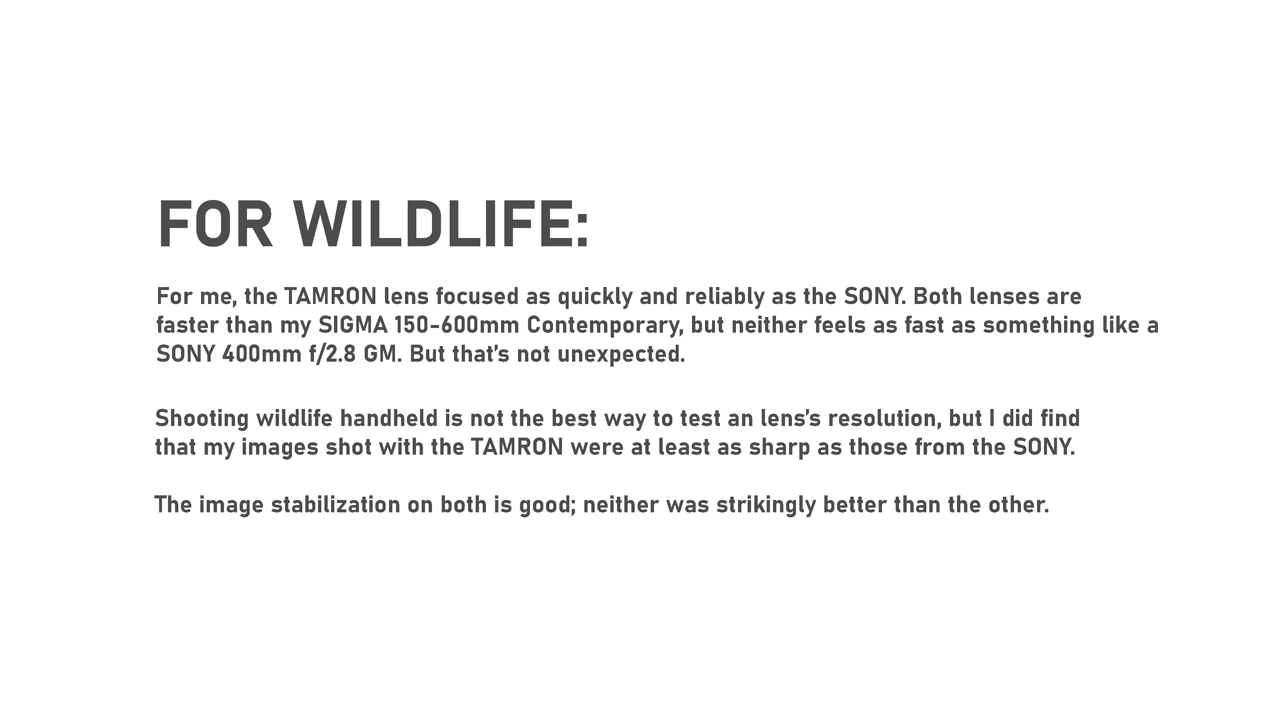 FOR WILDLIFE:
For me, the TAMRON lens focused as quickly and reliably as the SONY. Both lenses are
faster than my SIGMA 150-600mm Contemporary, but neither feels as fast as something like a
SONY 400mm f/2.8 GM. But that's not unexpected.
Shooting wildlife handheld is not the best way to test an lens's resolution, but I did find
that my images shot with the TAMRON were at least as sharp as those from the SONY.
The image stabilization on both is good; neither was strikingly better than the other.